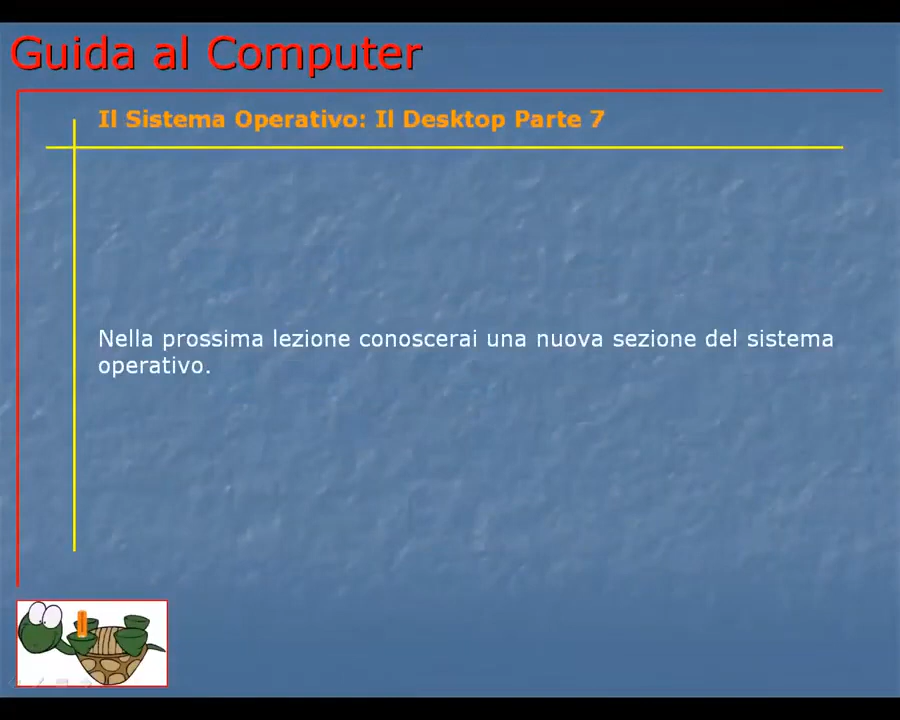 Guida al Computer
Il Sistema Operativo: Il Desktop Parte 7
Nella prossima lezione conoscerai una nuova sezione del sistema
operativo.